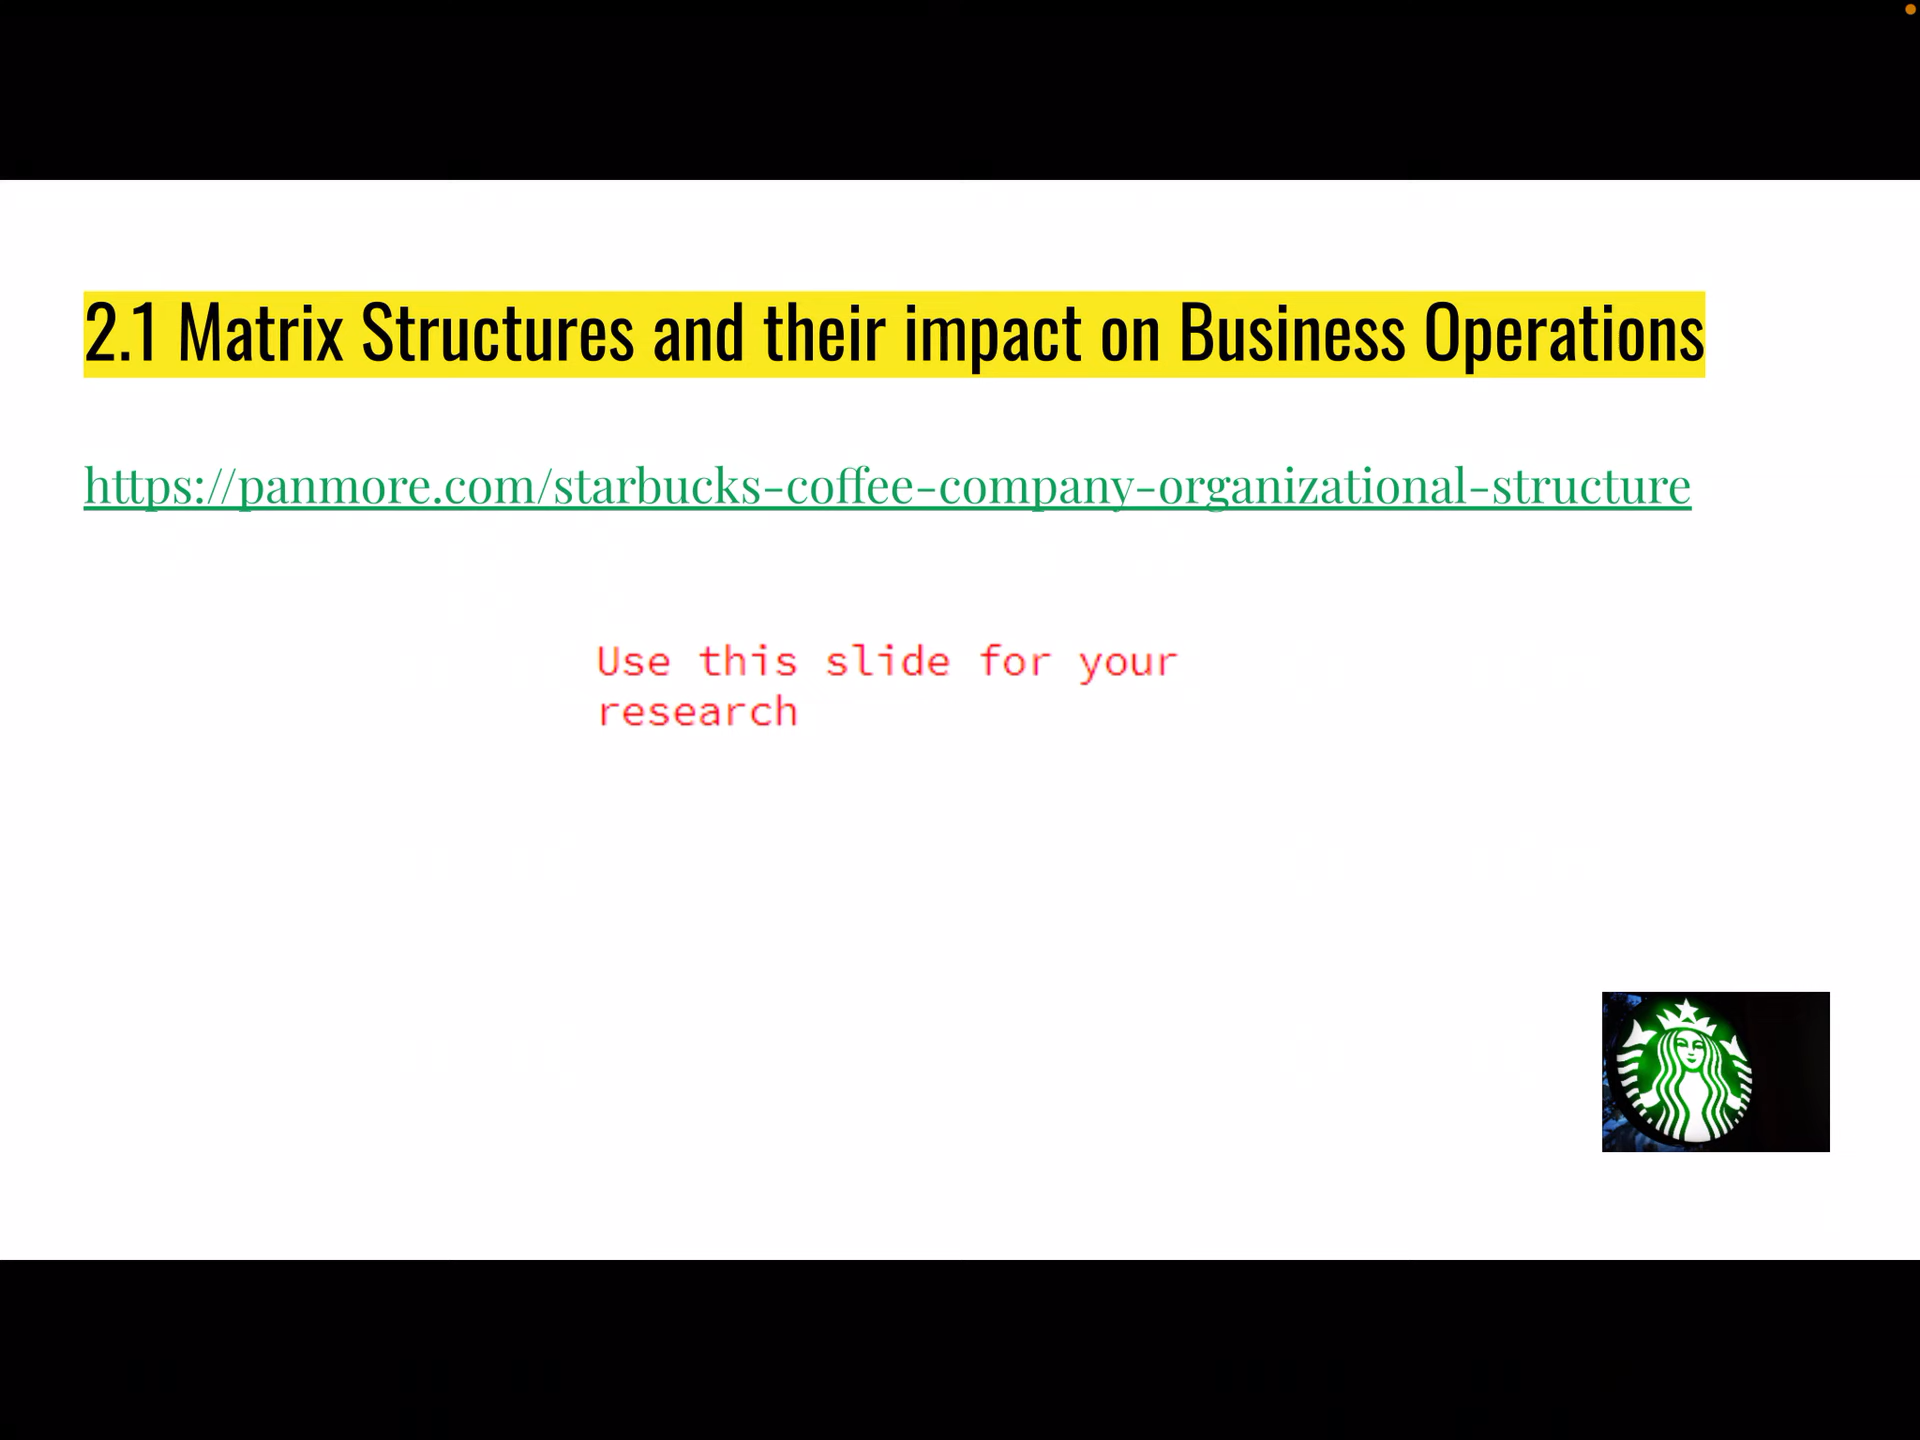 2.1 Matrix Structures and their impact on Business Operations
https://panmore.com/starbucks-coffee-company-organizational-structure
Use this slide for your
research